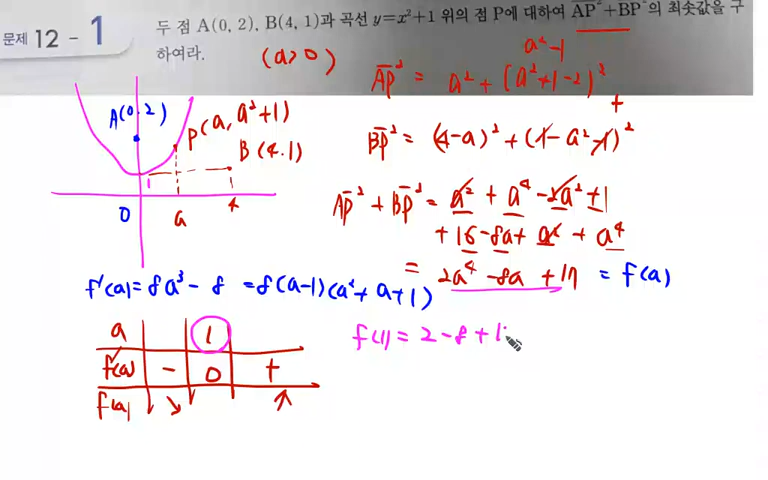 문제 12 - 1 두 점 A(0, 2), B(4, 1)과 곡선 y=x²+1 위의 점 P에 대하여 AP²+BP²의 최솟값을 구
하여라.
(a>0)
a²-1
AP² = a² + (a²+1-2)²
+
BP² = (4-a)² + (1-a²-1)²
A(0,2)
P(a, a²+1)
B(4.1)
1
0 a 4
AP² + BP² = a² + a⁴ -2a² +1
+16 -8a + a² + a⁴
= 2a⁴ -8a +17 = f(a)
f'(a) = 8a³ - 8 = 8(a-1)(a²+a+1)
a 1
f'(a) - 0 +
f(a) ↘ ↗
f(1) = 2-8+1